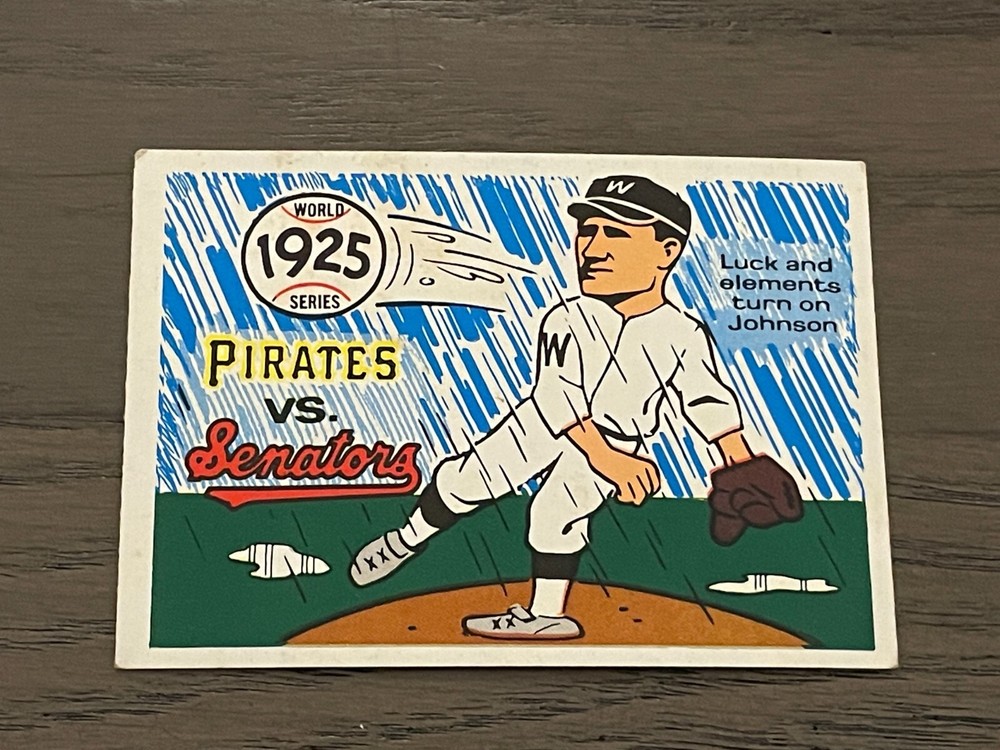 WORLD
1925
SERIES
PIRATES
VS.
Senators
W
W
Luck and
elements
turn on
Johnson